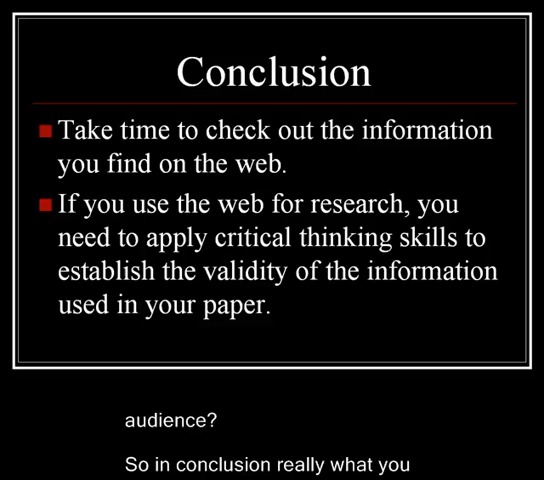 Conclusion
Take time to check out the information
you find on the web.
If you use the web for research, you
need to apply critical thinking skills to
establish the validity of the information
used in your paper.
audience?
So in conclusion really what you